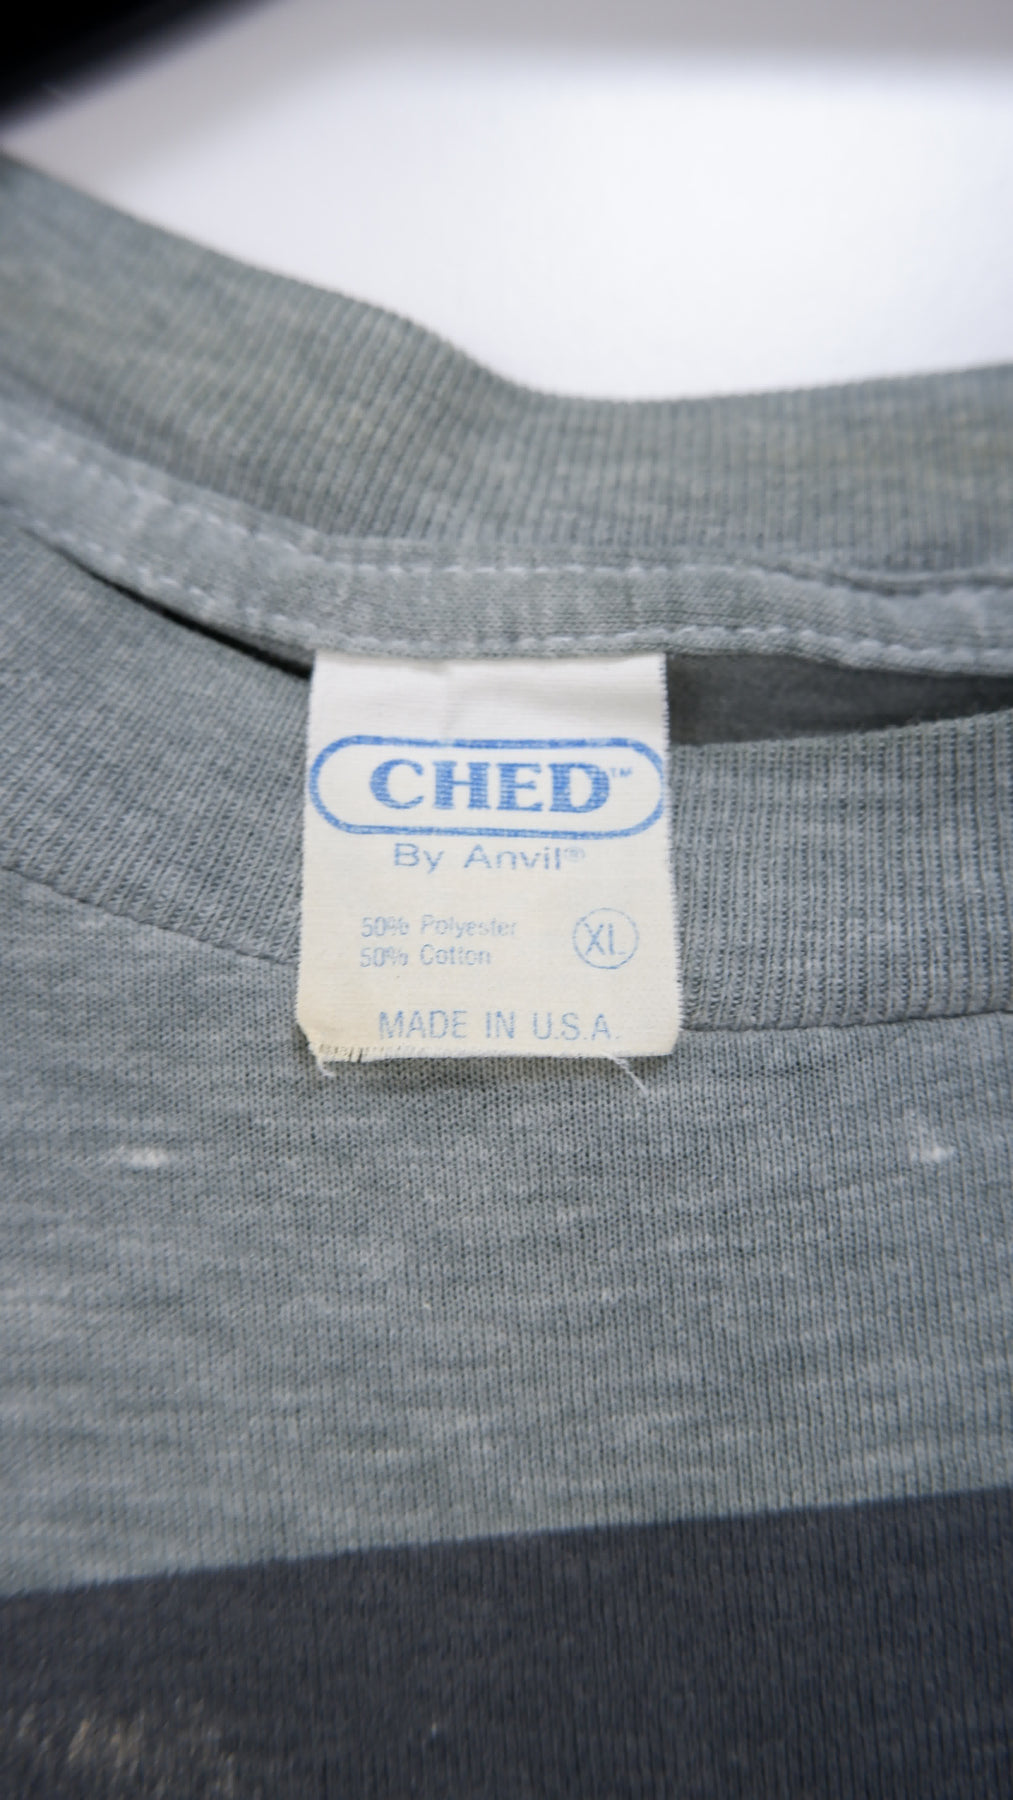 CHED™
By Anvil®
50% Polyester
50% Cotton
XL
MADE IN U.S.A.